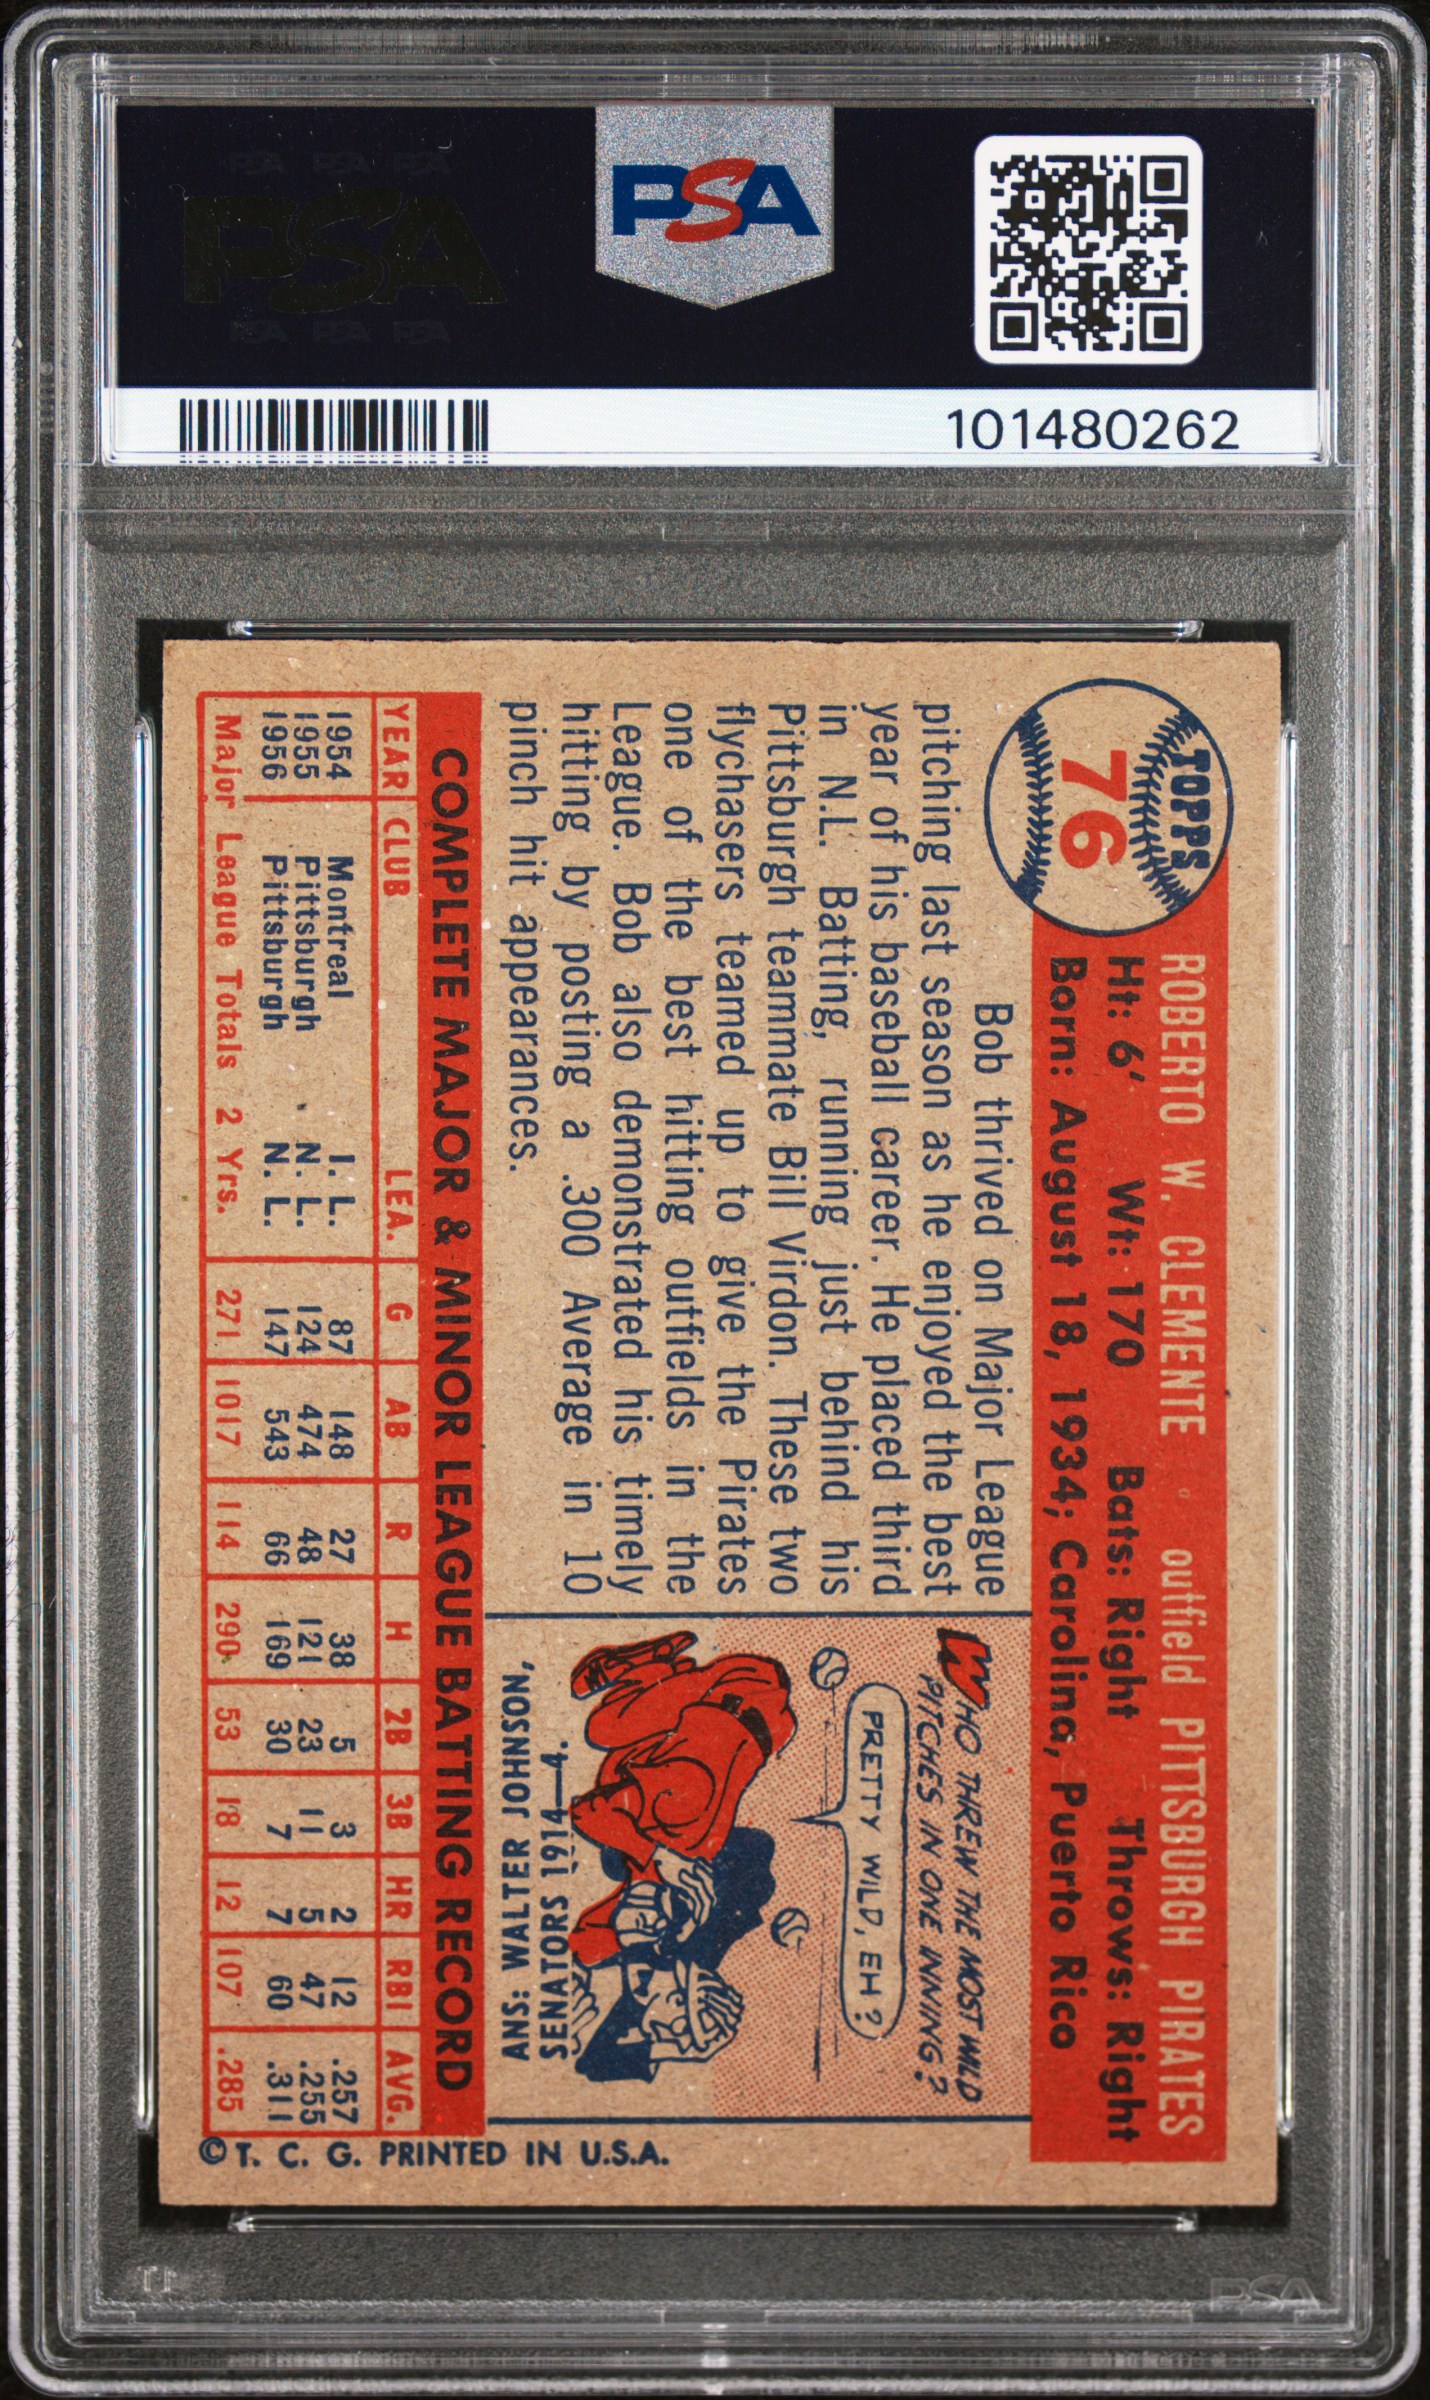 PSA
PSA PSA PSA
PSA
PSA PSA PSA
101480262
TOPPS
76
ROBERTO W. CLEMENTE outfield PITTSBURGH PIRATES
Ht: 6' Wt: 170 Bats: Right Throws: Right
Born: August 18, 1934; Carolina, Puerto Rico
Bob thrived on Major League
pitching last season as he enjoyed the best
year of his baseball career. He placed third
in N.L. Batting, running just behind his
Pittsburgh teammate Bill Virdon. These two
flychasers teamed up to give the Pirates
one of the best hitting outfields in the
League. Bob also demonstrated his timely
hitting by posting a .300 Average in 10
pinch hit appearances.
WHO THREW THE MOST WILD
PITCHES IN ONE INNING?
PRETTY WILD, EH?
ANS: WALTER JOHNSON,
SENATORS 1914—4.
COMPLETE MAJOR & MINOR LEAGUE BATTING RECORD
YEAR CLUB LEA. G AB R H 2B 3B HR RBI AVG.
1954 Montreal I. L. 87 148 27 38 5 3 2 12 .257
1955 Pittsburgh N. L. 124 474 48 121 23 11 5 47 .255
1956 Pittsburgh N. L. 147 543 66 169 30 7 7 60 .311
Major League Totals 2 Yrs. 271 1017 114 290 53 18 12 107 .285
© T. C. G. PRINTED IN U.S.A.
PSA